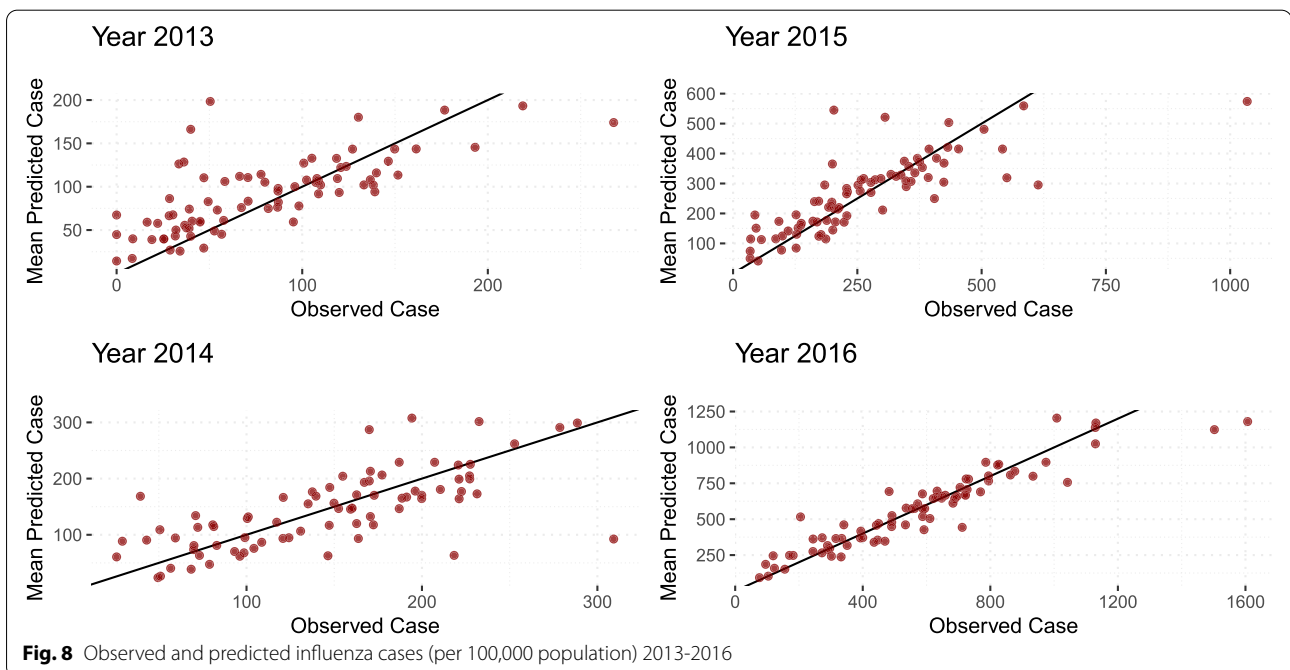 Year 2013
Mean Predicted Case
200
150
100
50
0 100 200
Observed Case
Year 2015
Mean Predicted Case
600
500
400
300
200
100
0 250 500 750 1000
Observed Case
Year 2014
Mean Predicted Case
300
200
100
100 200 300
Observed Case
Year 2016
Mean Predicted Case
1250
1000
750
500
250
0 400 800 1200 1600
Observed Case
Fig. 8 Observed and predicted influenza cases (per 100,000 population) 2013-2016